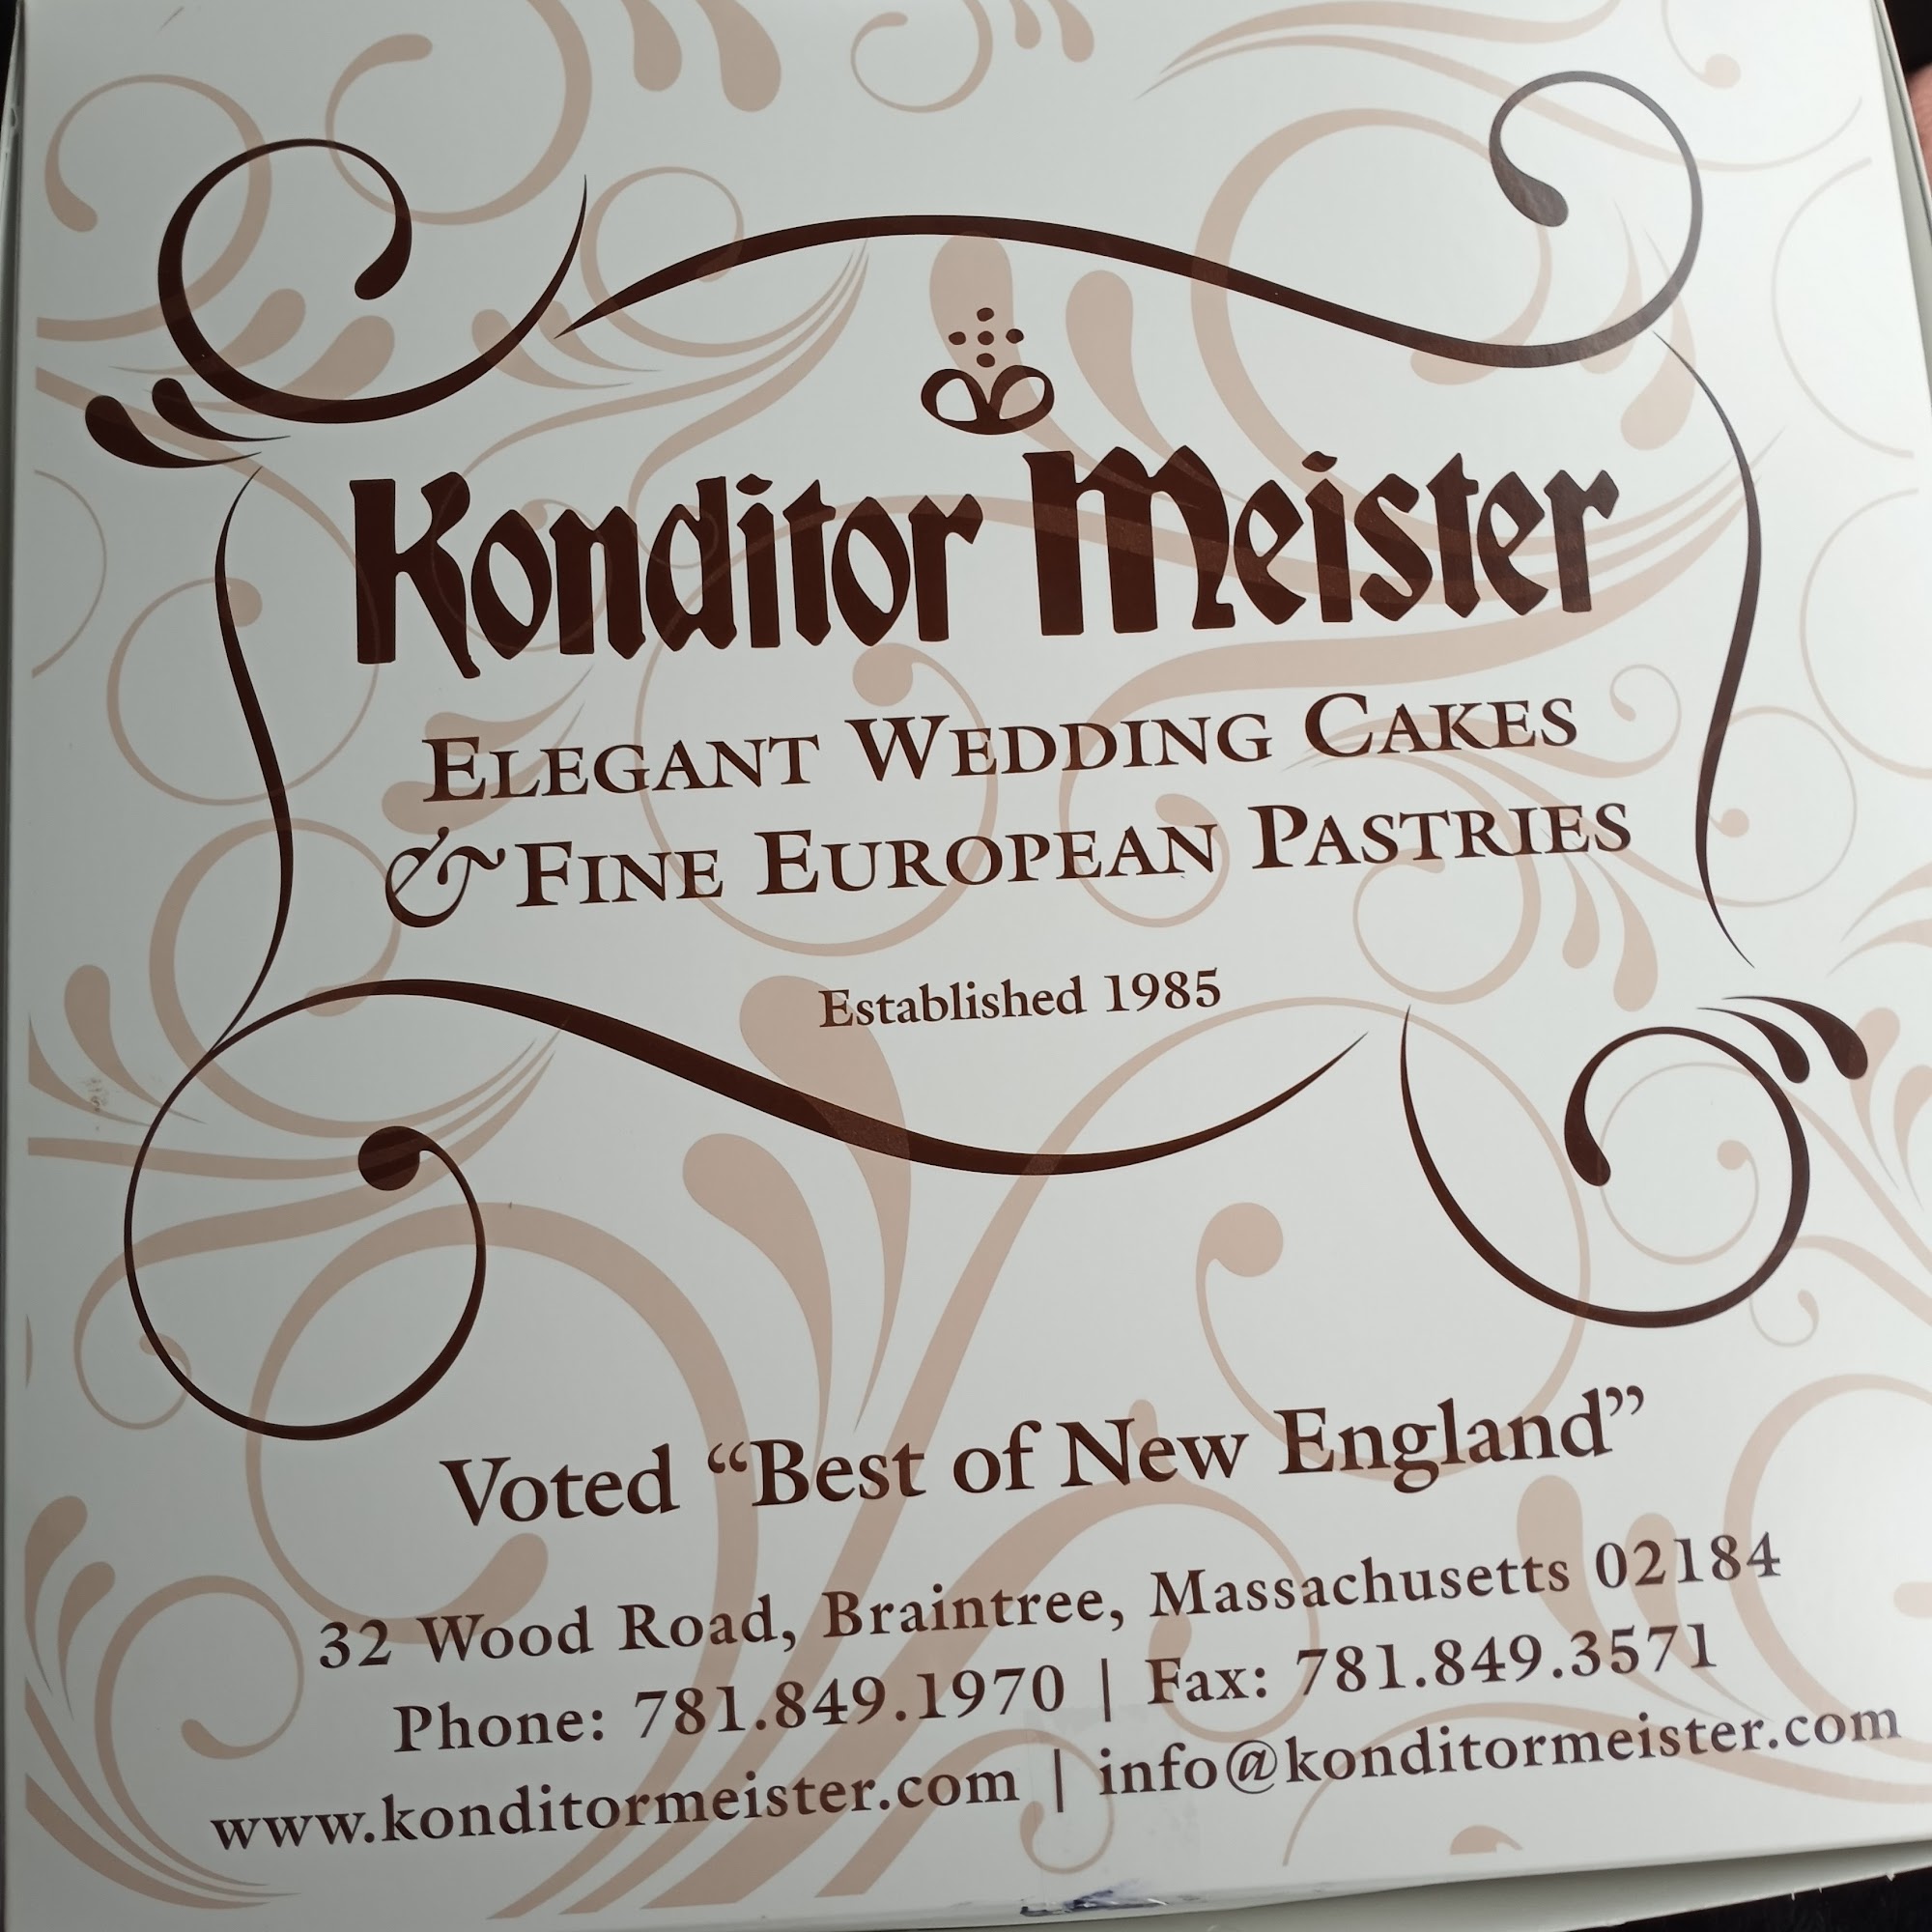 Konditor Meister
Elegant Wedding Cakes
& Fine European Pastries
Established 1985
Voted “Best of New England”
32 Wood Road, Braintree, Massachusetts 02184
Phone: 781.849.1970 | Fax: 781.849.3571
www.konditormeister.com | info@konditormeister.com